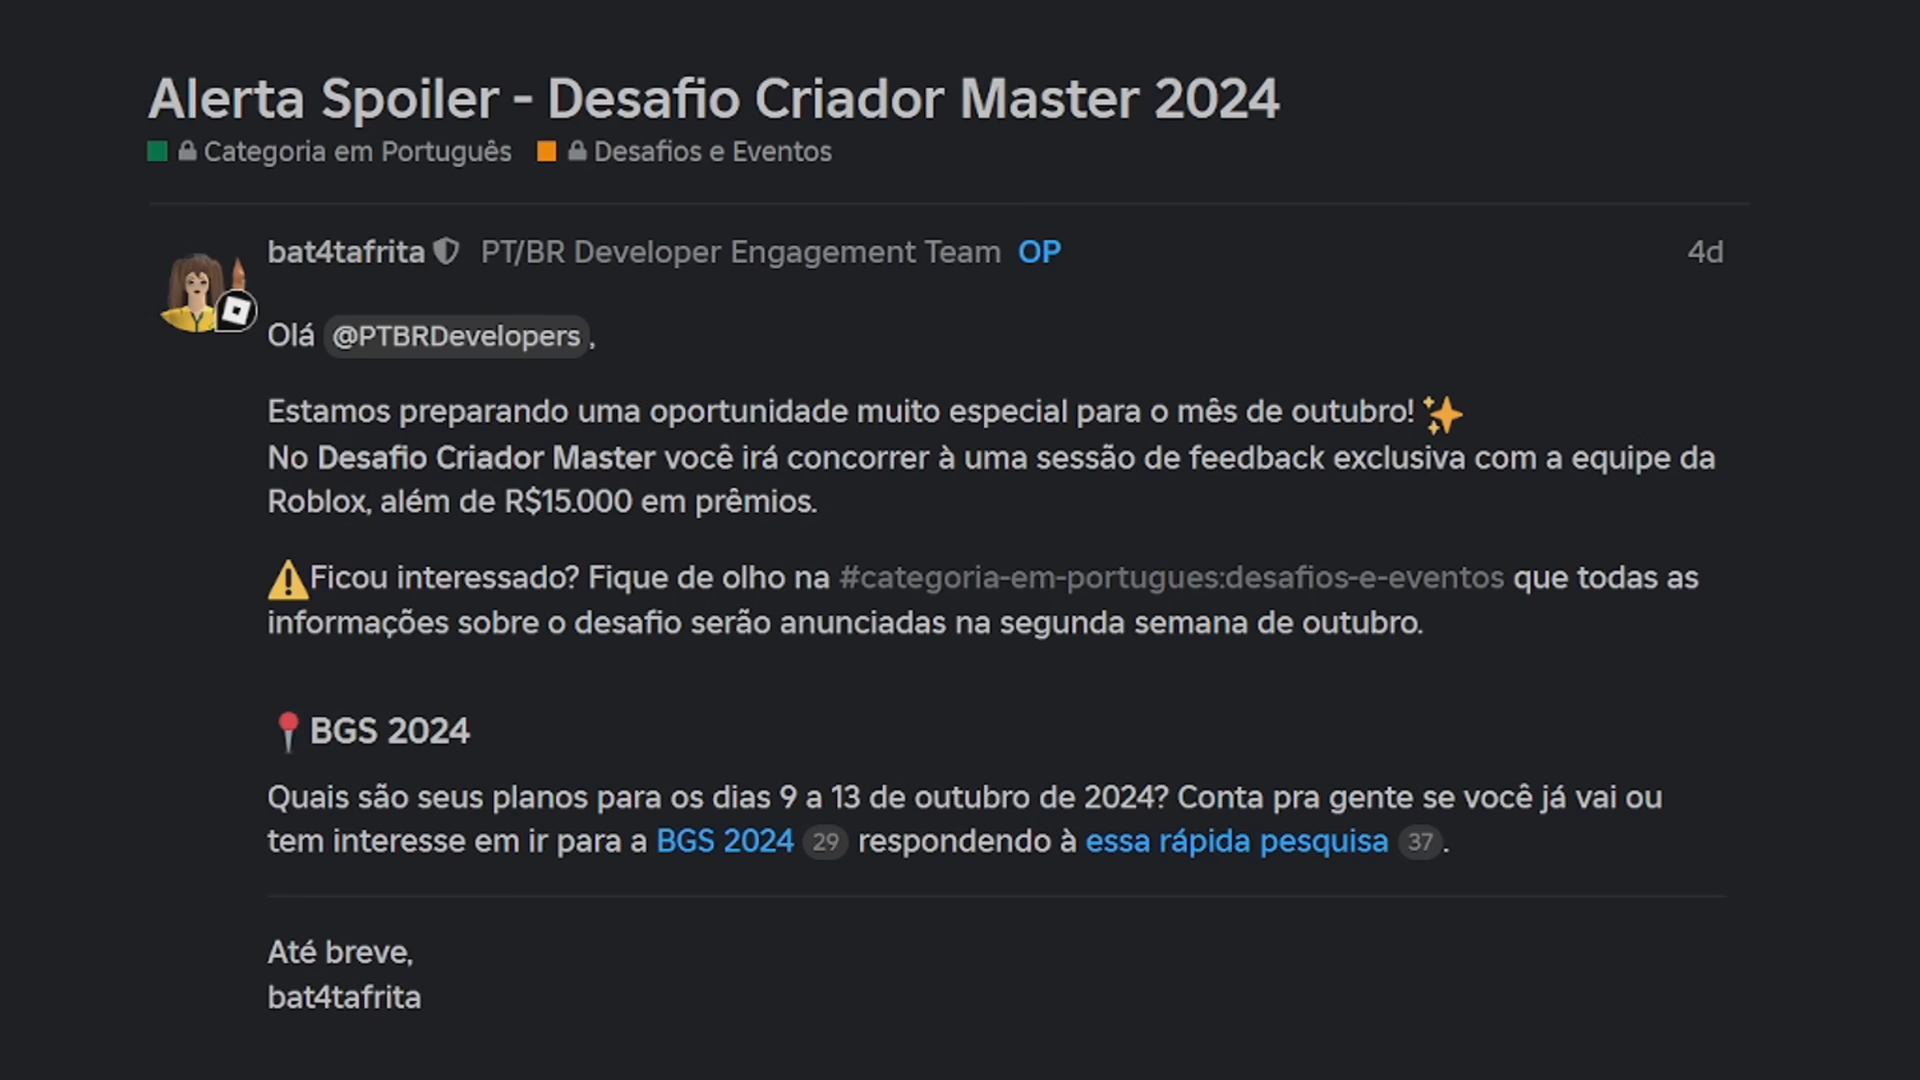 Alerta Spoiler - Desafio Criador Master 2024
Categoria em Português Desafios e Eventos
bat4tafrita PT/BR Developer Engagement Team OP 4d
Olá @PTBRDevelopers,
Estamos preparando uma oportunidade muito especial para o mês de outubro! ✨
No Desafio Criador Master você irá concorrer à uma sessão de feedback exclusiva com a equipe da
Roblox, além de R$15.000 em prêmios.
⚠️Ficou interessado? Fique de olho na #categoria-em-portugues:desafios-e-eventos que todas as
informações sobre o desafio serão anunciadas na segunda semana de outubro.
📍BGS 2024
Quais são seus planos para os dias 9 a 13 de outubro de 2024? Conta pra gente se você já vai ou
tem interesse em ir para a BGS 2024 29 respondendo à essa rápida pesquisa 37.
Até breve,
bat4tafrita